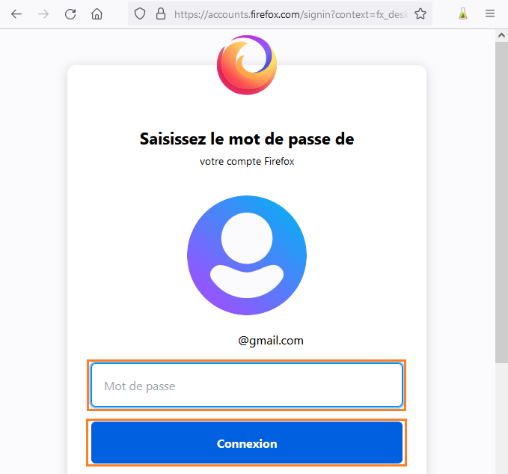 https://accounts.firefox.com/signin?context=fx_des
Saisissez le mot de passe de
votre compte Firefox
@gmail.com
Mot de passe
Connexion